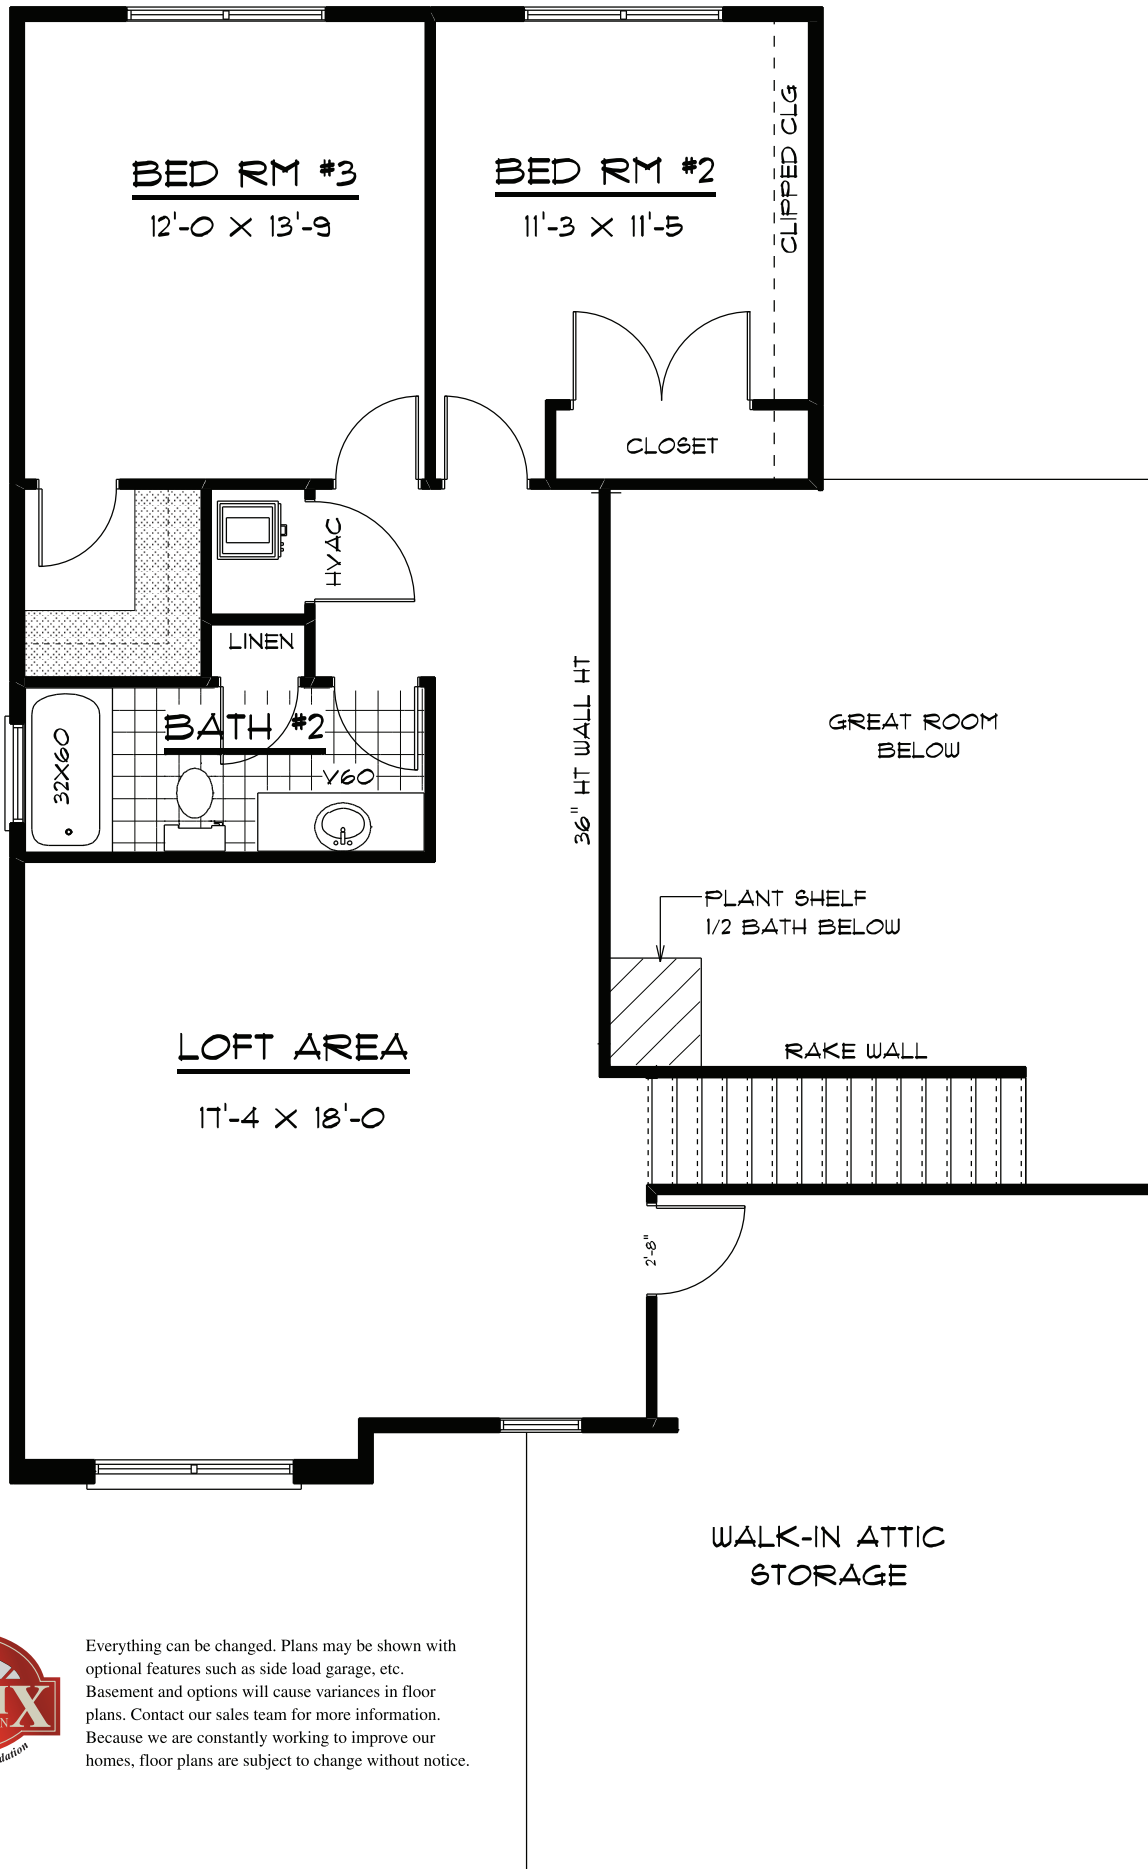 BED RM #3
12'-0 X 13'-9
BED RM #2
11'-3 X 11'-5
CLIPPED CLG
CLOSET
HVAC
LINEN
BATH #2
32X60
V60
36" HT WALL HT
GREAT ROOM
BELOW
PLANT SHELF
1/2 BATH BELOW
RAKE WALL
LOFT AREA
17'-4 X 18'-0
2'-8"
WALK-IN ATTIC
STORAGE
Everything can be changed. Plans may be shown with
optional features such as side load garage, etc.
Basement and options will cause variances in floor
plans. Contact our sales team for more information.
Because we are constantly working to improve our
homes, floor plans are subject to change without notice.